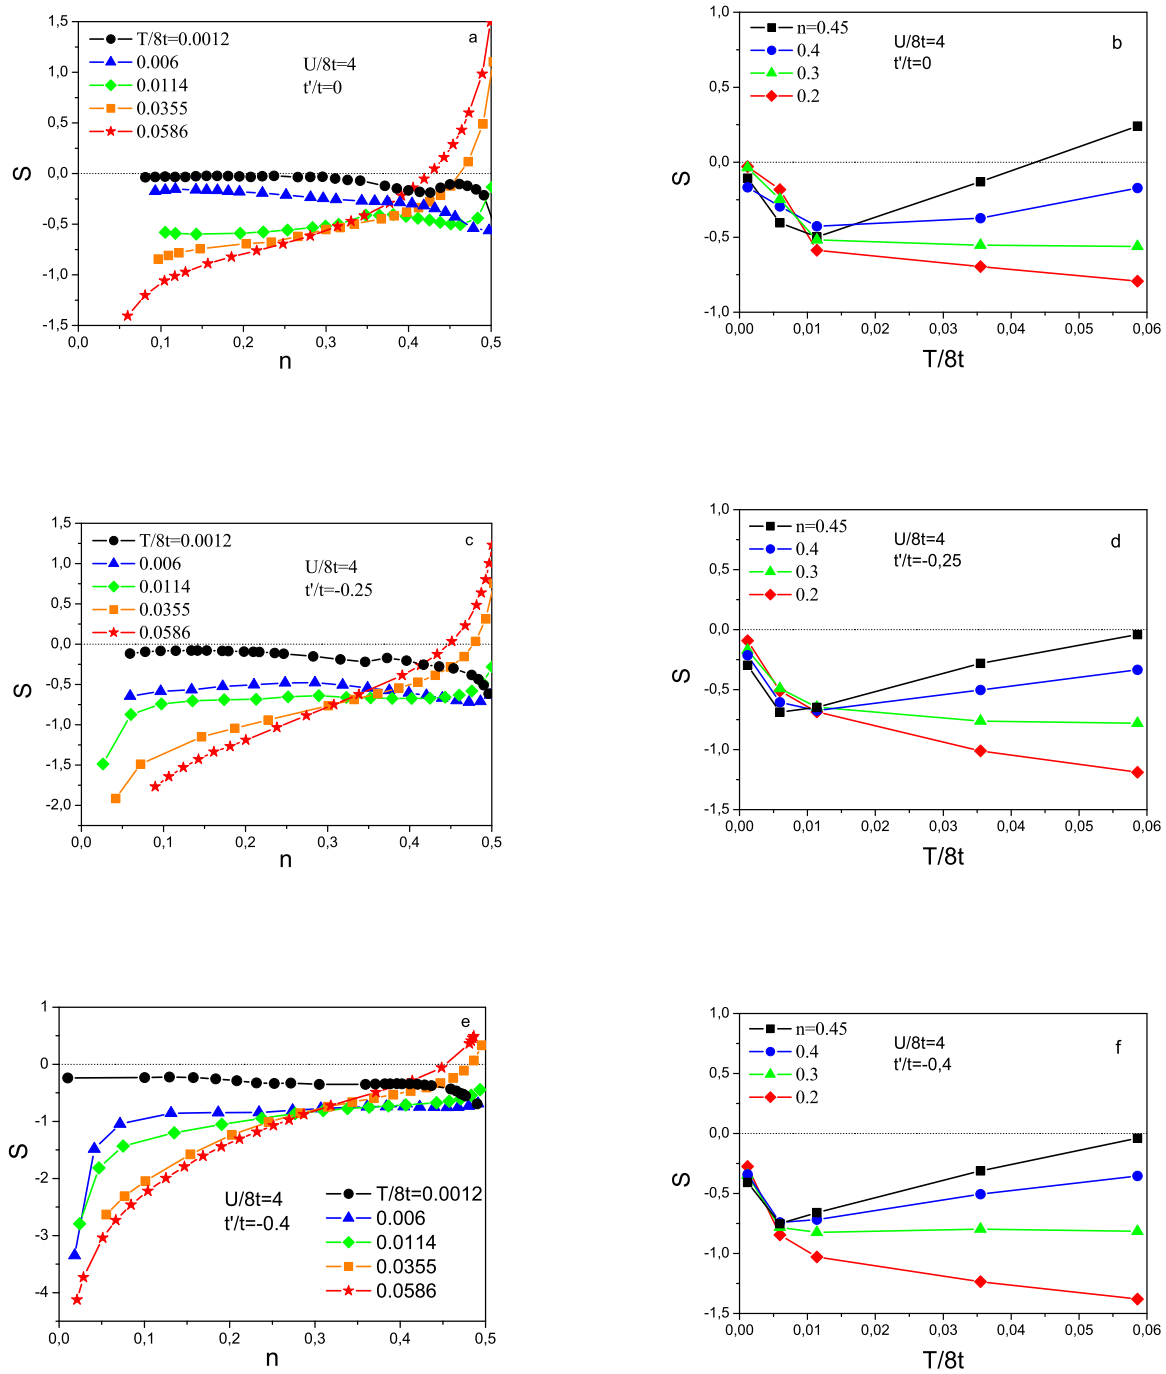 a
T/8t=0.0012
0.006
0.0114
0.0355
0.0586
U/8t=4
t'/t=0
1,5
1,0
0,5
0,0
-0,5
-1,0
-1,5
S
0,0
0,1
0,2
0,3
0,4
0,5
n
b
n=0.45
0.4
0.3
0.2
U/8t=4
t'/t=0
1,0
0,5
0,0
-0,5
-1,0
S
0,00
0,01
0,02
0,03
0,04
0,05
0,06
T/8t
c
T/8t=0.0012
0.006
0.0114
0.0355
0.0586
U/8t=4
t'/t=-0.25
1,5
1,0
0,5
0,0
-0,5
-1,0
-1,5
-2,0
S
0,0
0,1
0,2
0,3
0,4
0,5
n
d
n=0.45
0.4
0.3
0.2
U/8t=4
t'/t=-0,25
1,0
0,5
0,0
-0,5
-1,0
-1,5
S
0,00
0,01
0,02
0,03
0,04
0,05
0,06
T/8t
e
U/8t=4
t'/t=-0.4
T/8t=0.0012
0.006
0.0114
0.0355
0.0586
1
0
-1
-2
-3
-4
S
0,0
0,1
0,2
0,3
0,4
0,5
n
f
n=0.45
0.4
0.3
0.2
U/8t=4
t'/t=-0,4
1,0
0,5
0,0
-0,5
-1,0
-1,5
S
0,00
0,01
0,02
0,03
0,04
0,05
0,06
T/8t